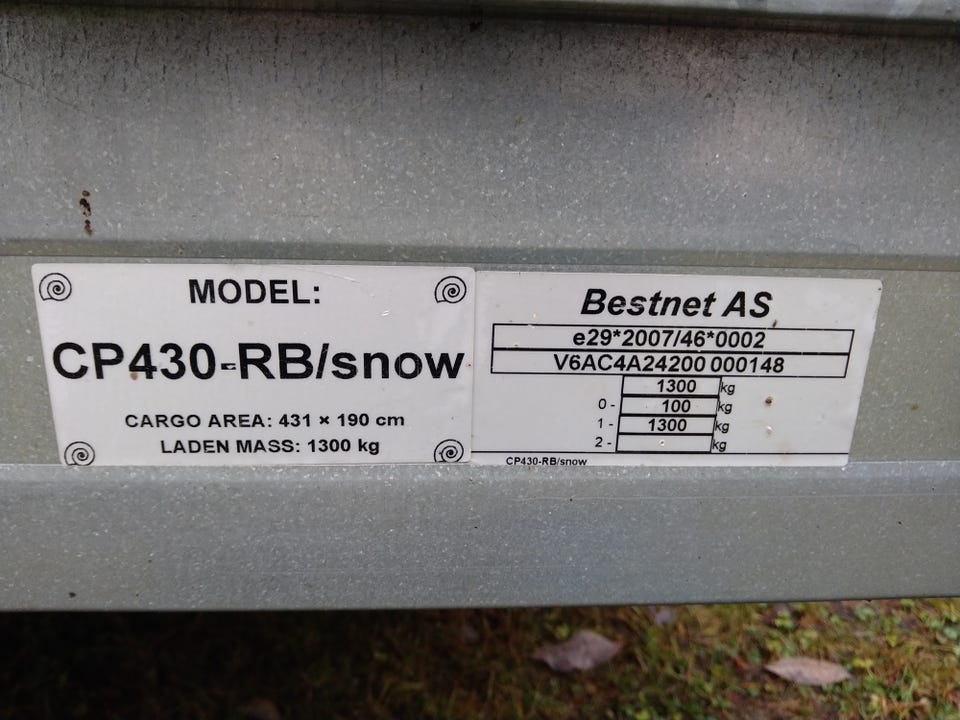 MODEL:
CP430-RB/snow
CARGO AREA: 431 × 190 cm
LADEN MASS: 1300 kg
Bestnet AS
e29*2007/46*0002
V6AC4A24200 000148
1300 kg
0- 100 kg
1- 1300 kg
2- kg
CP430-RB/snow